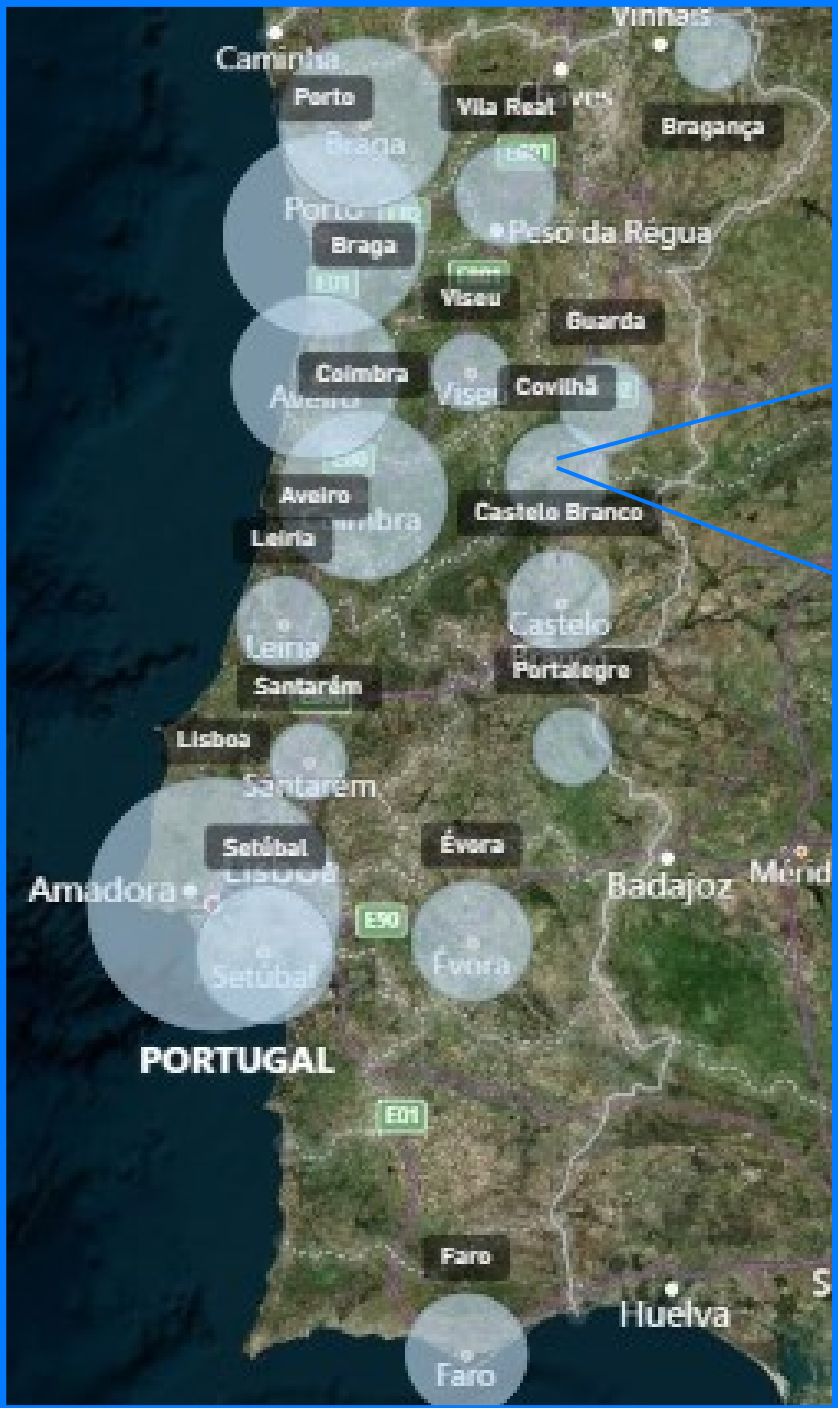 Vinhais
Caminha
Porto
Vila Real
Bragança
Braga
Porto
Peso da Régua
Braga
E01
Viseu
Guarda
Coimbra
Covilhã
Aveiro
Viseu
Aveiro
Castelo Branco
Leiria
Castelo
Leiria
Portalegre
Santarém
Lisboa
Santarém
Setúbal
Évora
Lisboa
Badajoz
Mérid
Amadora
E90
Setúbal
Évora
PORTUGAL
E01
Faro
Huelva
S
Faro